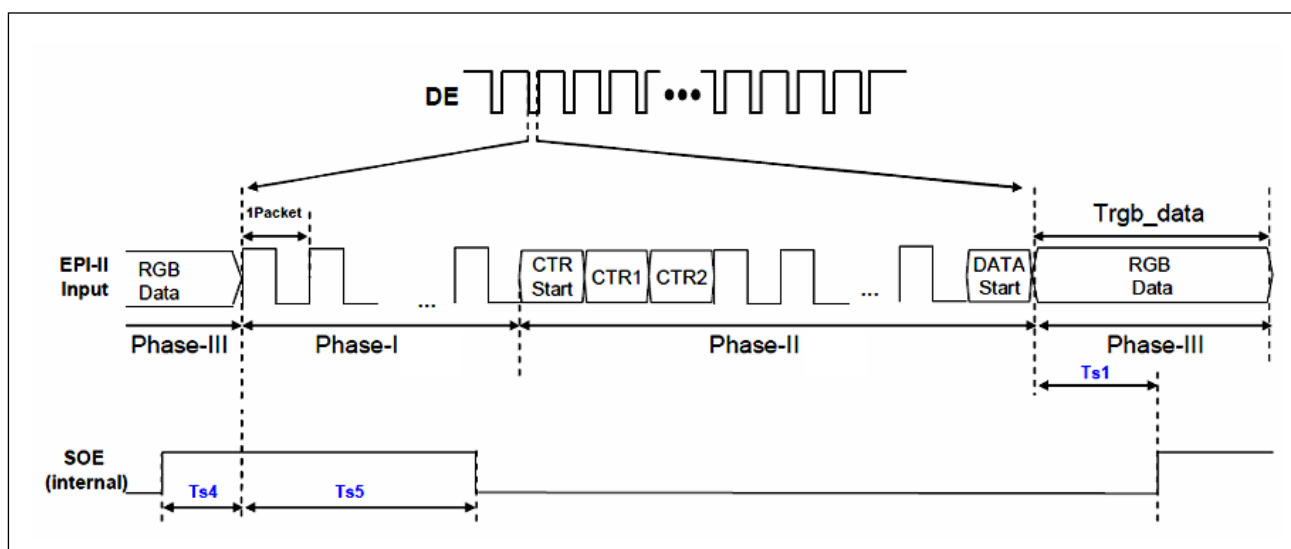 DE
1Packet
Trgb_data
EPI-II
Input
RGB
Data
...
CTR
Start
CTR1
CTR2
...
DATA
Start
RGB
Data
Phase-III
Phase-I
Phase-II
Phase-III
Ts1
SOE
(internal)
Ts4
Ts5